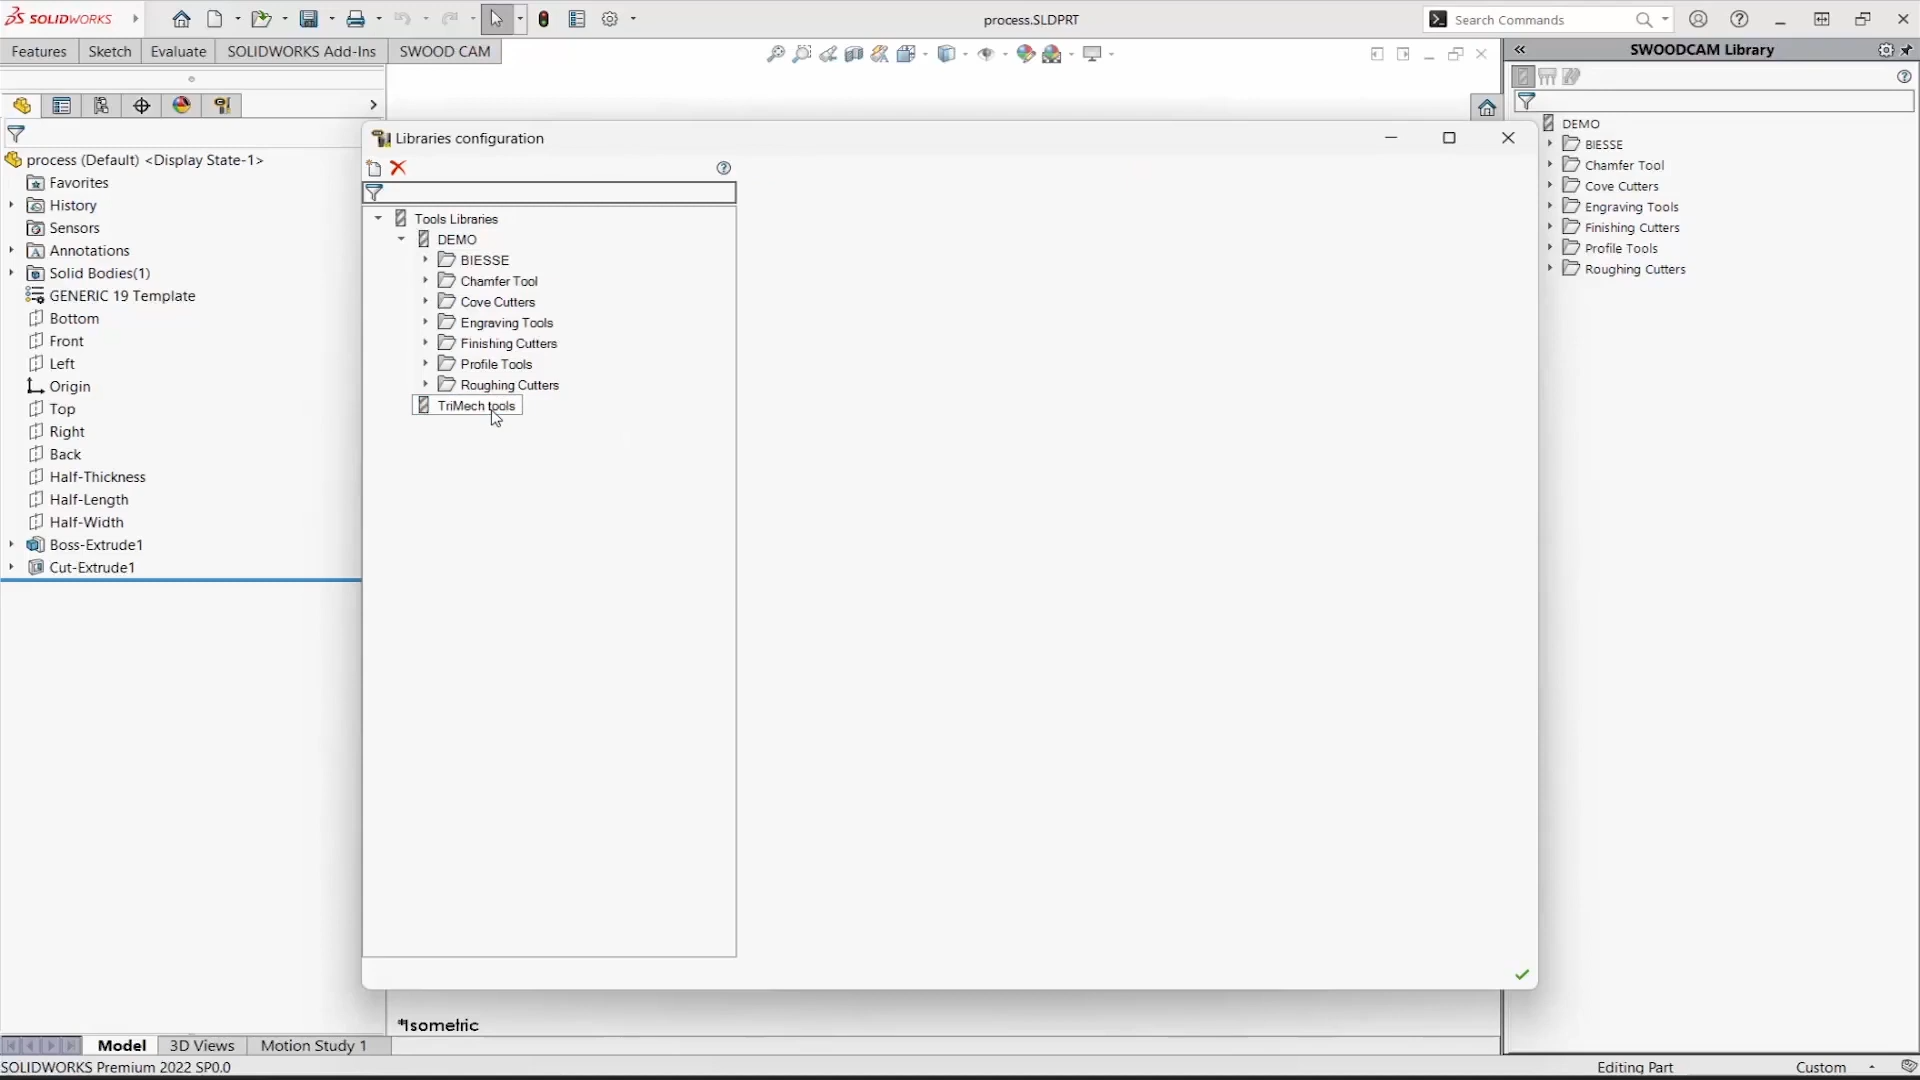 SOLIDWORKS
process.SLDPRT
Search Commands
Features
Sketch
Evaluate
SOLIDWORKS Add-Ins
SWOOD CAM
process (Default) <Display State-1>
Favorites
History
Sensors
Annotations
Solid Bodies(1)
GENERIC 19 Template
Bottom
Front
Left
Origin
Top
Right
Back
Half-Thickness
Half-Length
Half-Width
Boss-Extrude1
Cut-Extrude1
Libraries configuration
Tools Libraries
DEMO
BIESSE
Chamfer Tool
Cove Cutters
Engraving Tools
Finishing Cutters
Profile Tools
Roughing Cutters
TriMech tools
SWOODCAM Library
DEMO
BIESSE
Chamfer Tool
Cove Cutters
Engraving Tools
Finishing Cutters
Profile Tools
Roughing Cutters
*Isometric
Model
3D Views
Motion Study 1
SOLIDWORKS Premium 2022 SP0.0
Editing Part
Custom